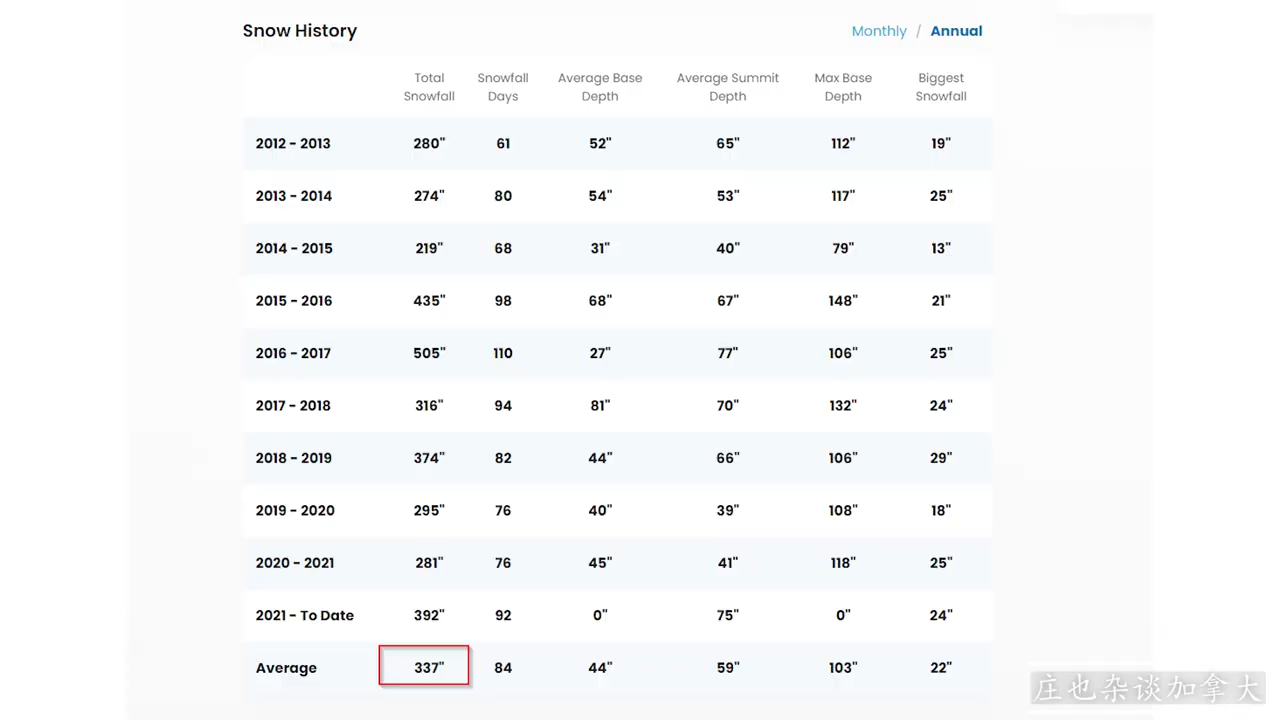 Snow History
Monthly / Annual
Total Snowfall Snowfall Days Average Base Depth Average Summit Depth Max Base Depth Biggest Snowfall
2012 - 2013 280" 61 52" 65" 112" 19"
2013 - 2014 274" 80 54" 53" 117" 25"
2014 - 2015 219" 68 31" 40" 79" 13"
2015 - 2016 435" 98 68" 67" 148" 21"
2016 - 2017 505" 110 27" 77" 106" 25"
2017 - 2018 316" 94 81" 70" 132" 24"
2018 - 2019 374" 82 44" 66" 106" 29"
2019 - 2020 295" 76 40" 39" 108" 18"
2020 - 2021 281" 76 45" 41" 118" 25"
2021 - To Date 392" 92 0" 75" 0" 24"
Average 337" 84 44" 59" 103" 22"
庄也杂谈加拿大